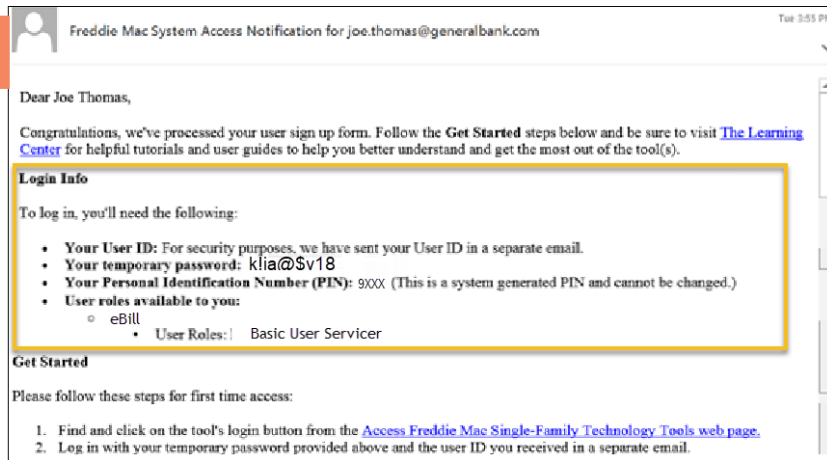 Freddie Mac System Access Notification for joe.thomas@generalbank.com
Tue 3:55 PM
Dear Joe Thomas,
Congratulations, we've processed your user sign up form. Follow the Get Started steps below and be sure to visit The Learning
Center for helpful tutorials and user guides to help you better understand and get the most out of the tool(s).
Login Info
To log in, you'll need the following:
• Your User ID: For security purposes, we have sent your User ID in a separate email.
• Your temporary password: k!ia@$v18
• Your Personal Identification Number (PIN): 9XXX (This is a system generated PIN and cannot be changed.)
• User roles available to you:
○ eBill
▪ User Roles: Basic User Servicer
Get Started
Please follow these steps for first time access:
1. Find and click on the tool's login button from the Access Freddie Mac Single-Family Technology Tools web page.
2. Log in with your temporary password provided above and the user ID you received in a separate email.